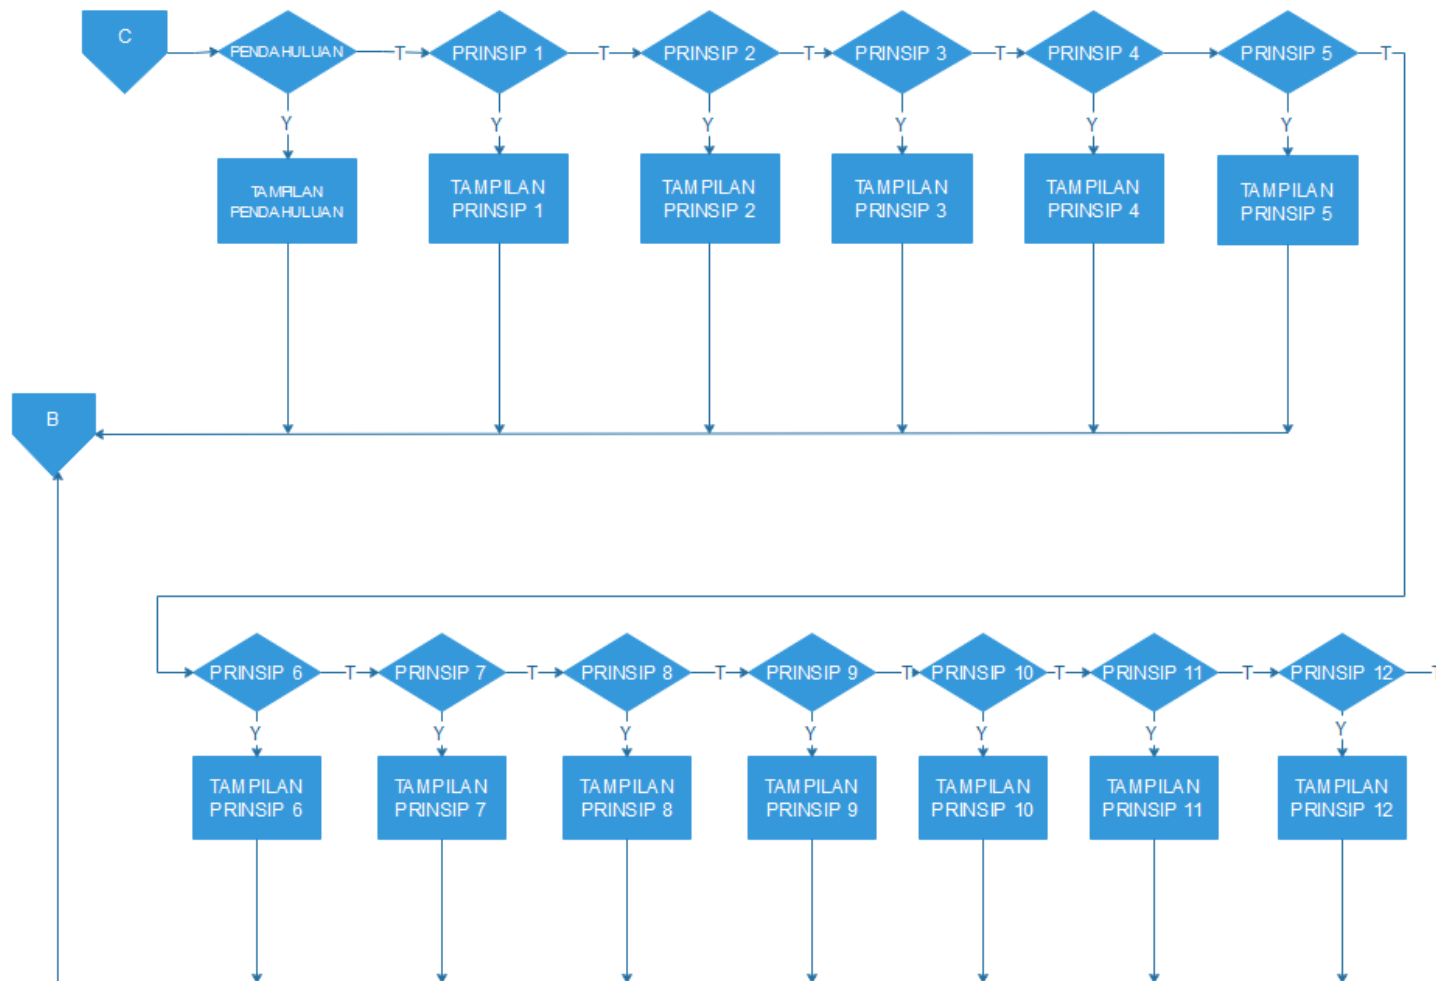 C
PENDAHULUAN
T
PRINSIP 1
T
PRINSIP 2
T
PRINSIP 3
T
PRINSIP 4
PRINSIP 5
T
Y
Y
Y
Y
Y
Y
TAMPILAN
PENDAHULUAN
TAMPILAN
PRINSIP 1
TAMPILAN
PRINSIP 2
TAMPILAN
PRINSIP 3
TAMPILAN
PRINSIP 4
TAMPILAN
PRINSIP 5
B
PRINSIP 6
T
PRINSIP 7
T
PRINSIP 8
T
PRINSIP 9
T
PRINSIP 10
T
PRINSIP 11
T
PRINSIP 12
T
Y
Y
Y
Y
Y
Y
Y
TAMPILAN
PRINSIP 6
TAMPILAN
PRINSIP 7
TAMPILAN
PRINSIP 8
TAMPILAN
PRINSIP 9
TAMPILAN
PRINSIP 10
TAMPILAN
PRINSIP 11
TAMPILAN
PRINSIP 12